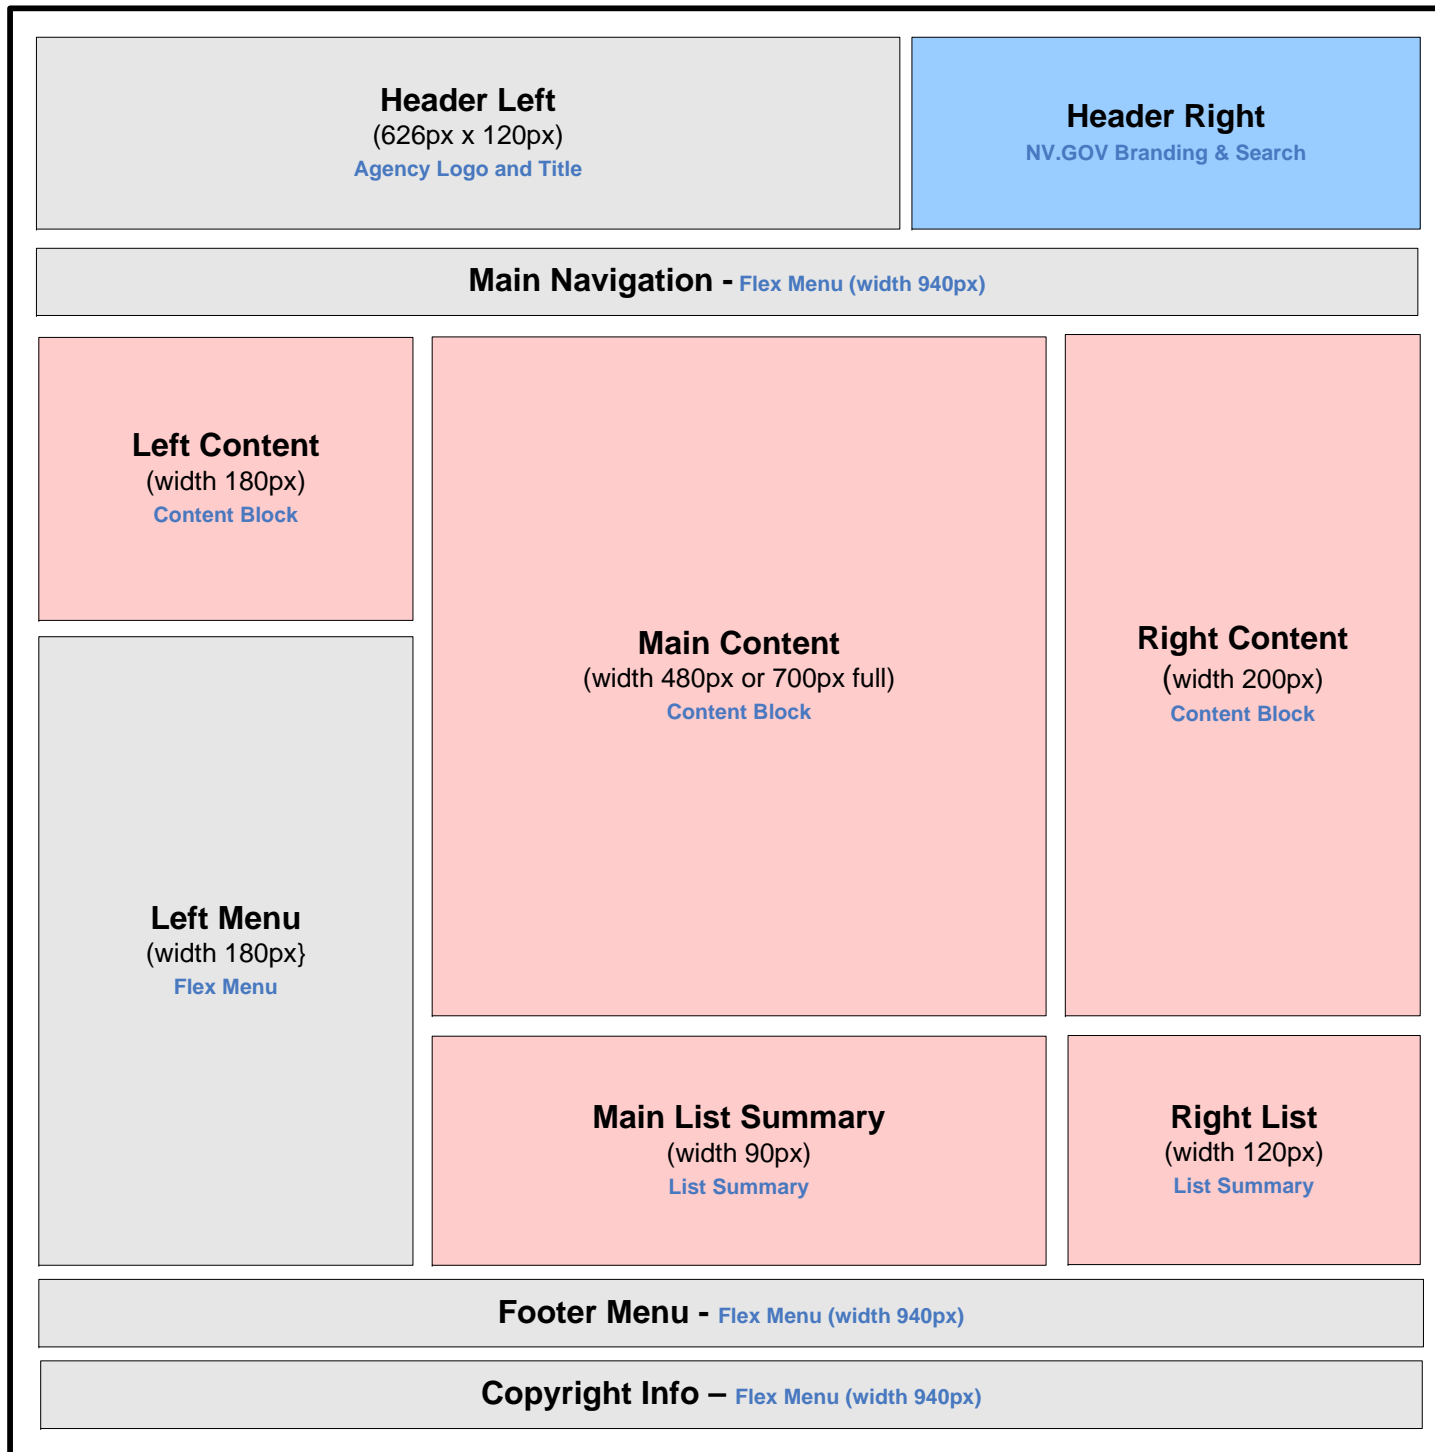 Header Left
(626px x 120px)
Agency Logo and Title
Header Right
NV.GOV Branding & Search
Main Navigation - Flex Menu (width 940px)
Left Content
(width 180px)
Content Block
Main Content
(width 480px or 700px full)
Content Block
Right Content
(width 200px)
Content Block
Left Menu
(width 180px}
Flex Menu
Main List Summary
(width 90px)
List Summary
Right List
(width 120px)
List Summary
Footer Menu - Flex Menu (width 940px)
Copyright Info – Flex Menu (width 940px)